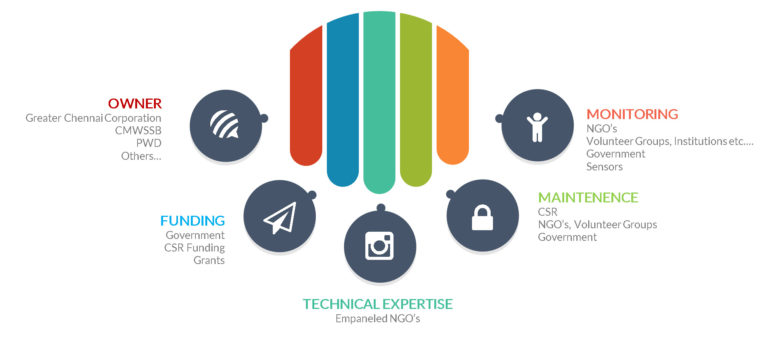 OWNER
Greater Chennai Corporation
CMWSSB
PWD
Others...
FUNDING
Government
CSR Funding
Grants
TECHNICAL EXPERTISE
Empaneled NGO's
MAINTENENCE
CSR
NGO's, Volunteer Groups
Government
MONITORING
NGO's
Volunteer Groups, Institutions etc....
Government
Sensors